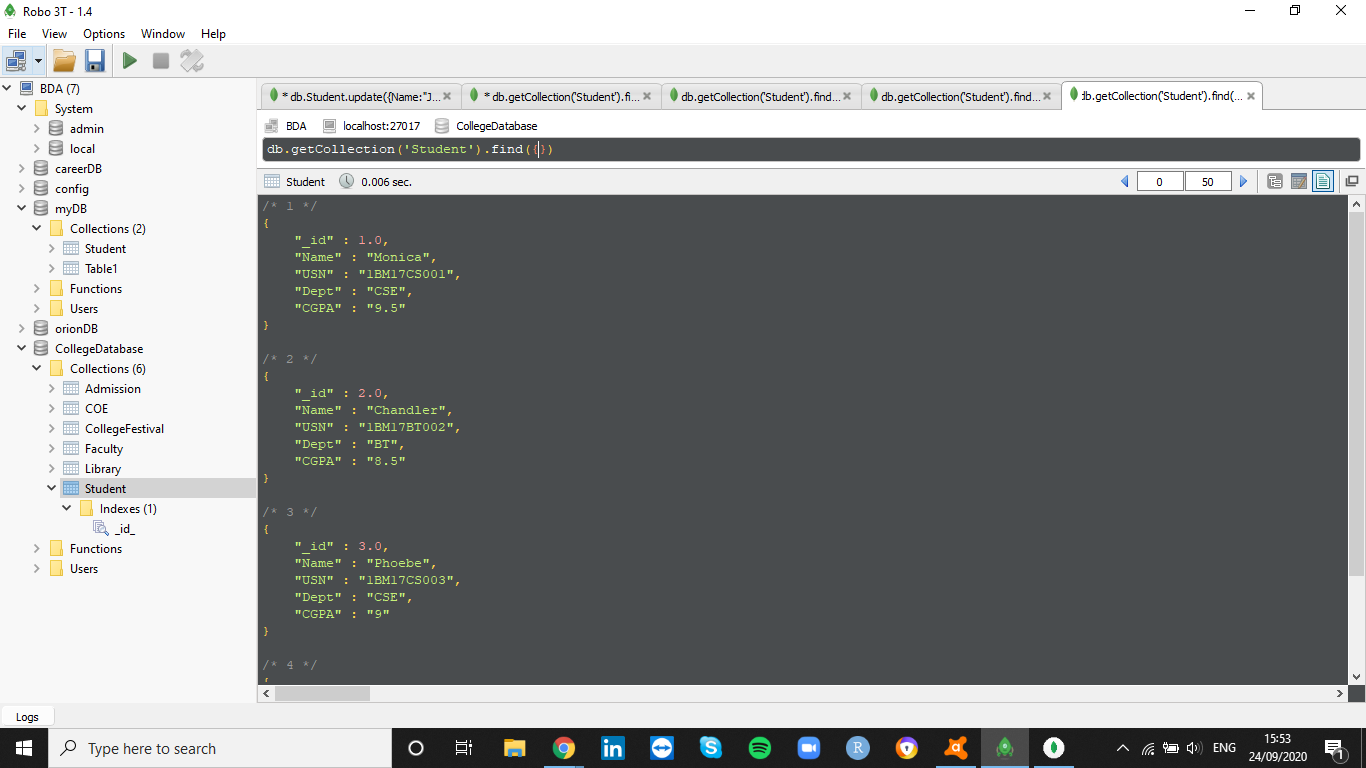 Robo 3T - 1.4
File View Options Window Help
BDA (7)
System
admin
local
careerDB
config
myDB
Collections (2)
Student
Table1
Functions
Users
orionDB
CollegeDatabase
Collections (6)
Admission
COE
CollegeFestival
Faculty
Library
Student
Indexes (1)
_id_
Functions
Users
* db.Student.update({Name:"J... * db.getCollection('Student').fi... db.getCollection('Student').find... db.getCollection('Student').find... db.getCollection('Student').find(...
BDA localhost:27017 CollegeDatabase
db.getCollection('Student').find({})
Student 0.006 sec. 0 50
/* 1 */
{
"_id" : 1.0,
"Name" : "Monica",
"USN" : "1BM17CS001",
"Dept" : "CSE",
"CGPA" : "9.5"
}
/* 2 */
{
"_id" : 2.0,
"Name" : "Chandler",
"USN" : "1BM17BT002",
"Dept" : "BT",
"CGPA" : "8.5"
}
/* 3 */
{
"_id" : 3.0,
"Name" : "Phoebe",
"USN" : "1BM17CS003",
"Dept" : "CSE",
"CGPA" : "9"
}
/* 4 */
Logs
Type here to search
ENG
15:53
24/09/2020
1